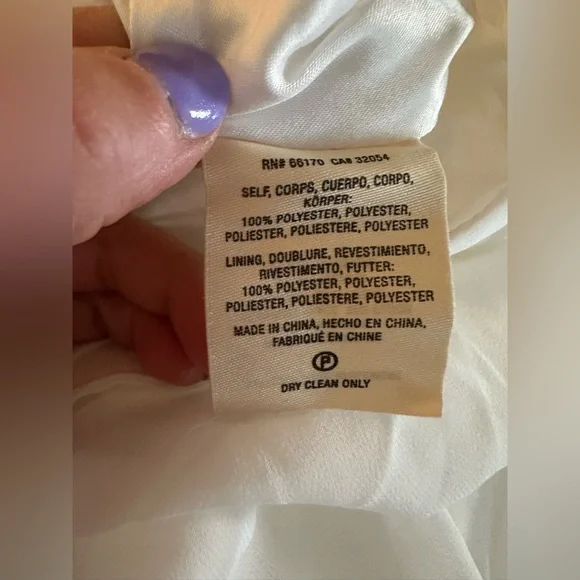 RN# 66170 CA# 32054
SELF, CORPS, CUERPO, CORPO,
KÖRPER:
100% POLYESTER, POLYESTER,
POLIESTER, POLIESTERE, POLYESTER
LINING, DOUBLURE, REVESTIMIENTO,
RIVESTIMENTO, FUTTER:
100% POLYESTER, POLYESTER,
POLIESTER, POLIESTERE, POLYESTER
MADE IN CHINA, HECHO EN CHINA,
FABRIQUÉ EN CHINE
P
DRY CLEAN ONLY